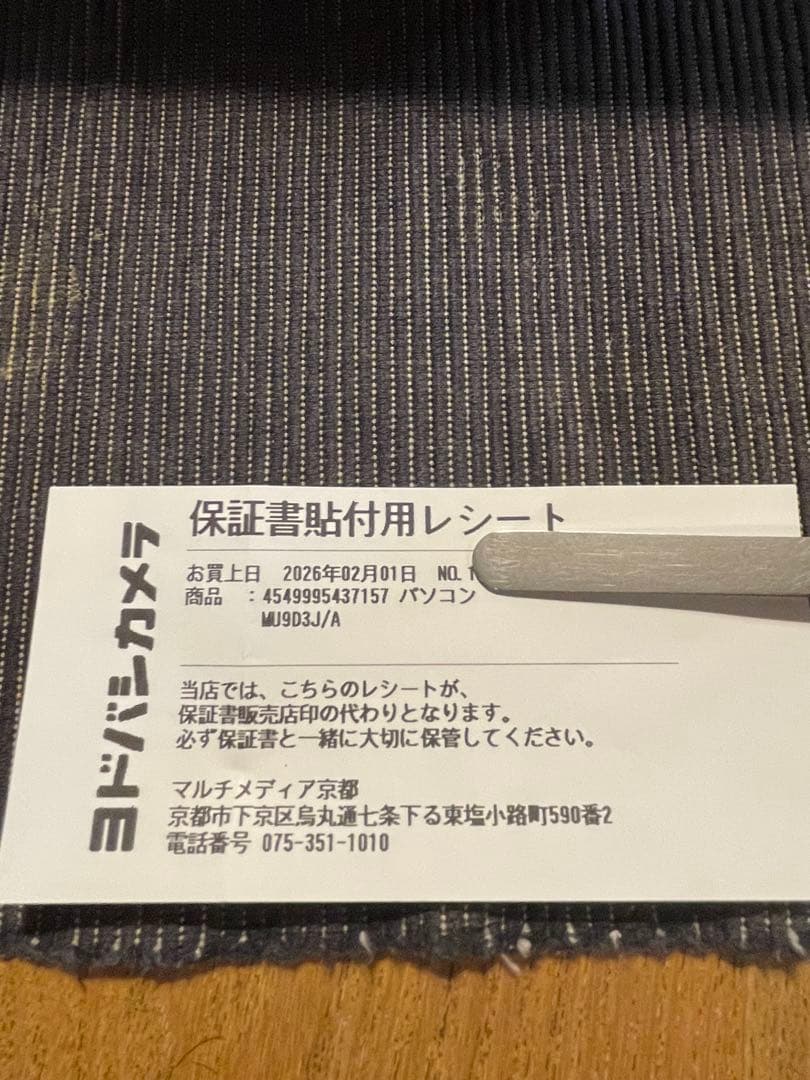 保証書貼付用レシート
お買上日 2026年02月01日 NO.
商品 :4549995437157 パソコン
MU9D3J/A
当店では、こちらのレシートが、
保証書販売店印の代わりとなります。
必ず保証書と一緒に大切に保管してください。
マルチメディア京都
京都市下京区烏丸通七条下る東塩小路町590番2
電話番号 075-351-1010
ヨドバシカメラ